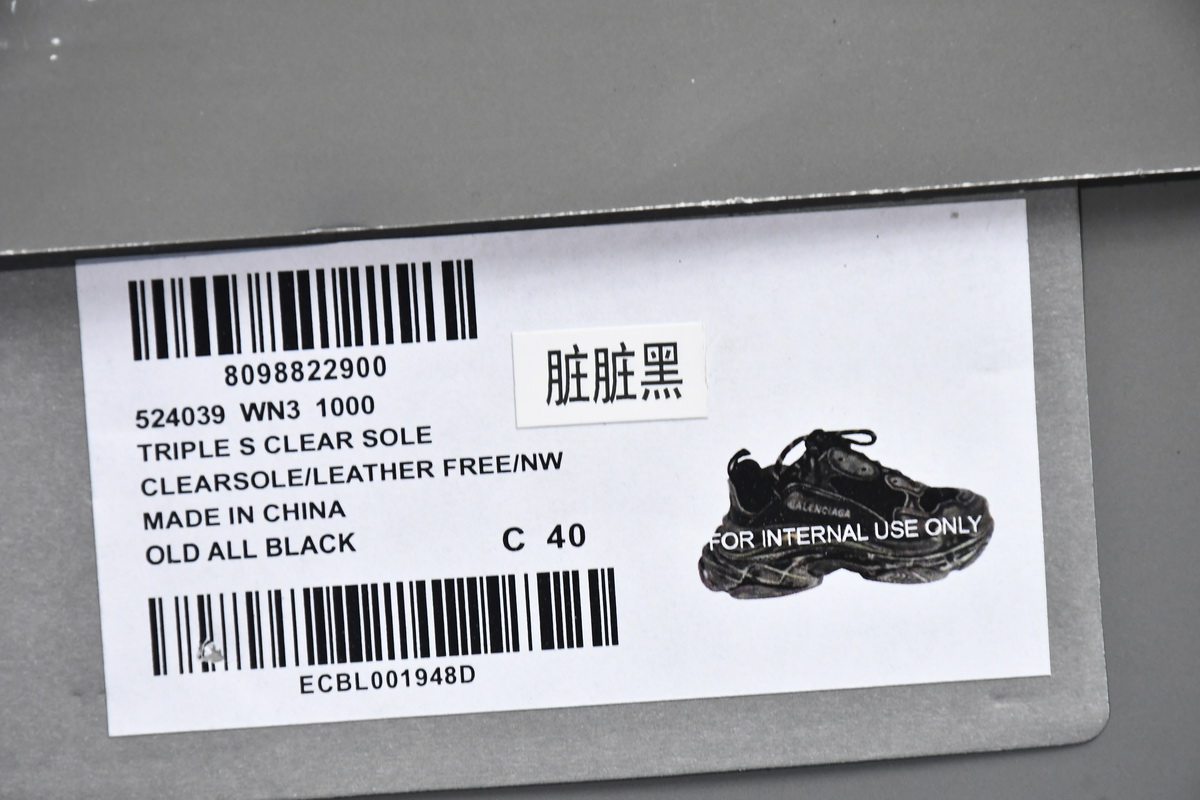 8098822900
524039 WN3 1000
TRIPLE S CLEAR SOLE
CLEARSOLE/LEATHER FREE/NW
MADE IN CHINA
OLD ALL BLACK
C 40
ECBL001948D
脏脏黑
BALENCIAGA
FOR INTERNAL USE ONLY